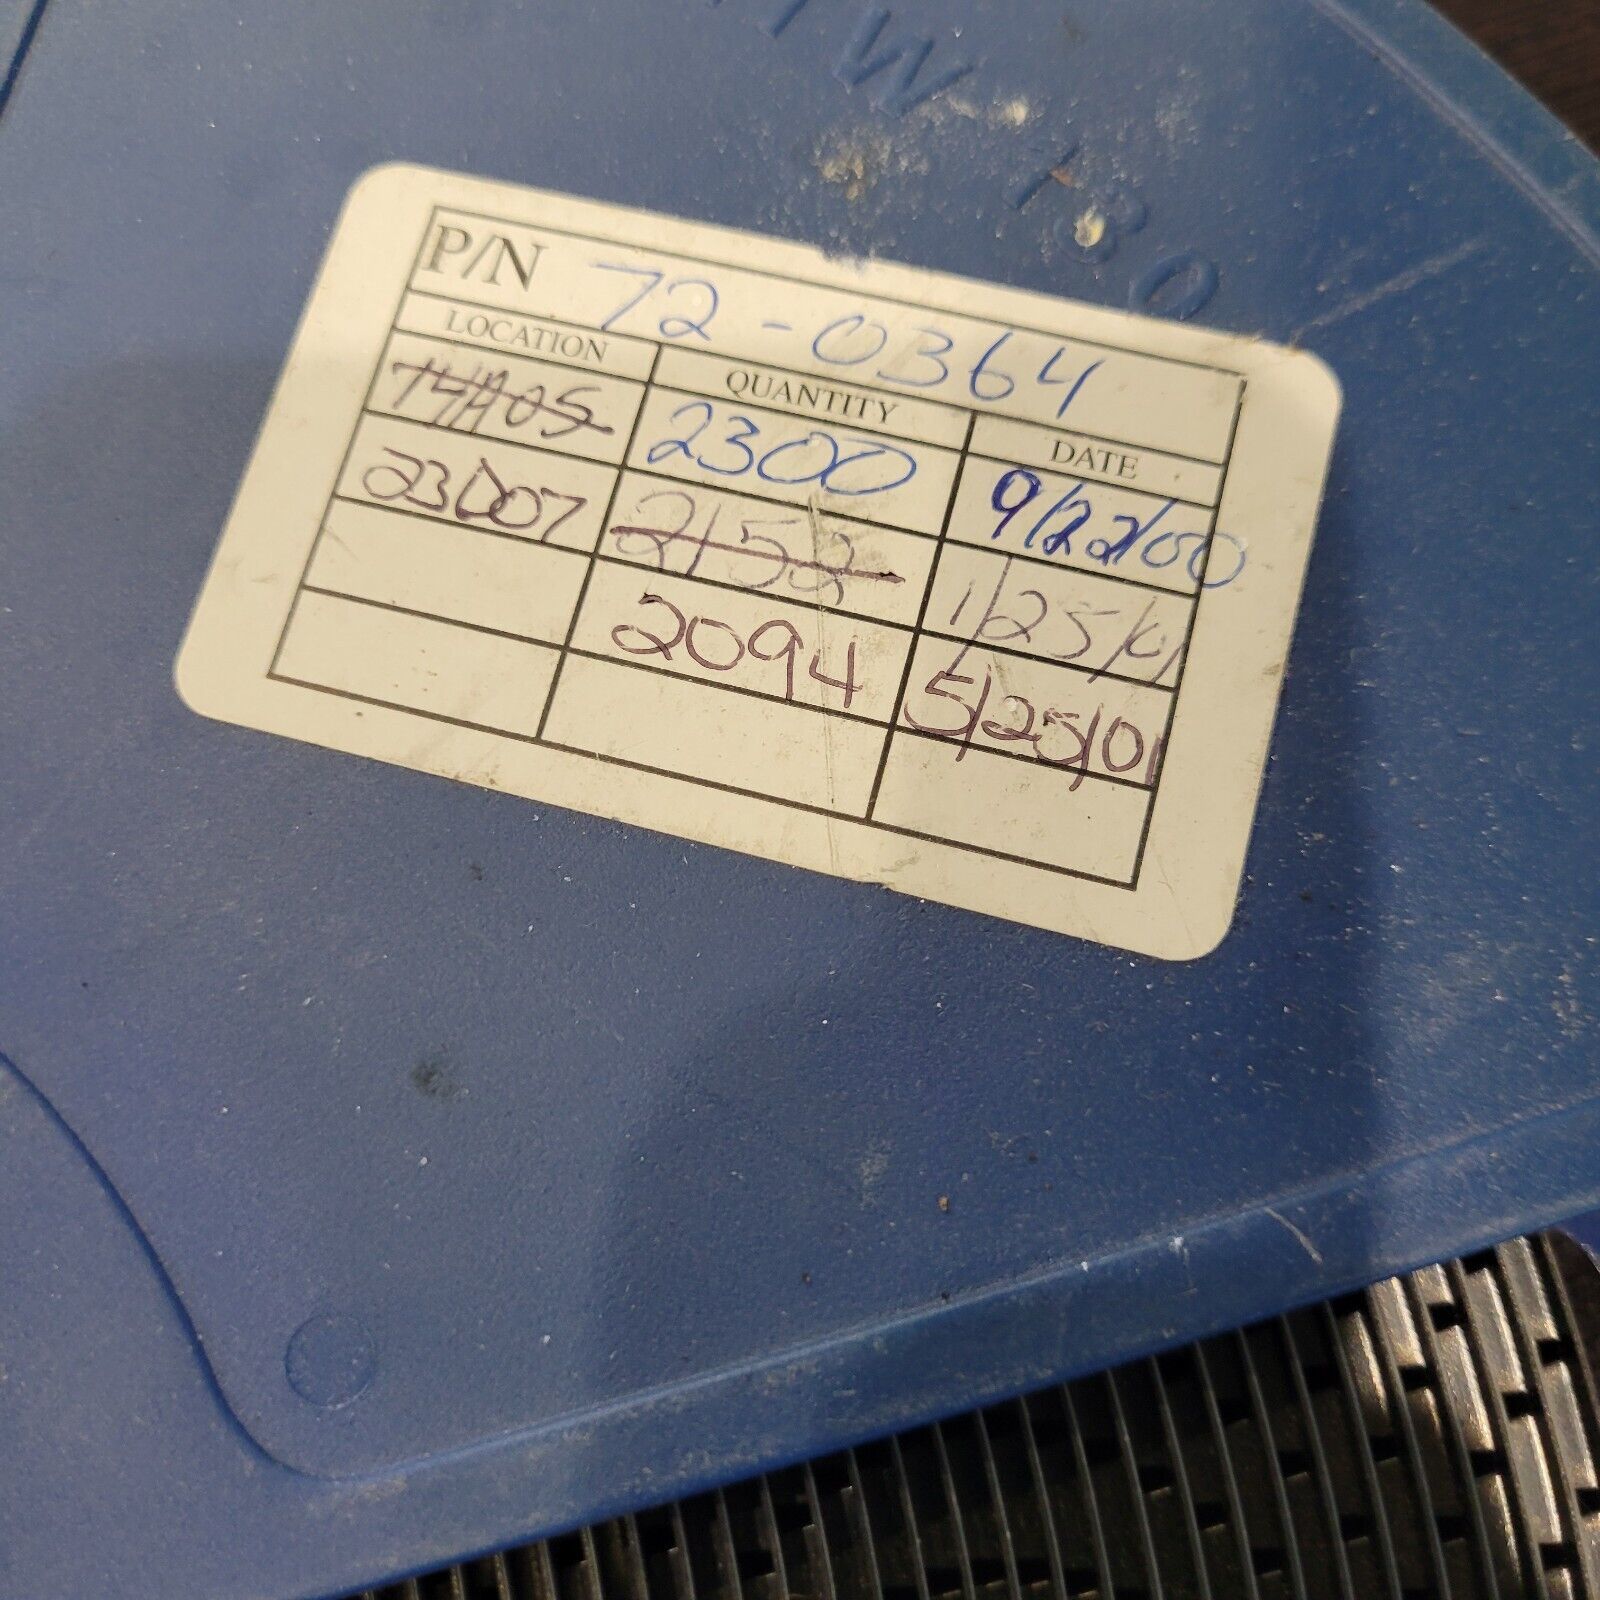 180
P/N 72-0364
LOCATION QUANTITY DATE
14A05 2300 9/22/00
23D07 2152 1/25/01
2094 5/25/01